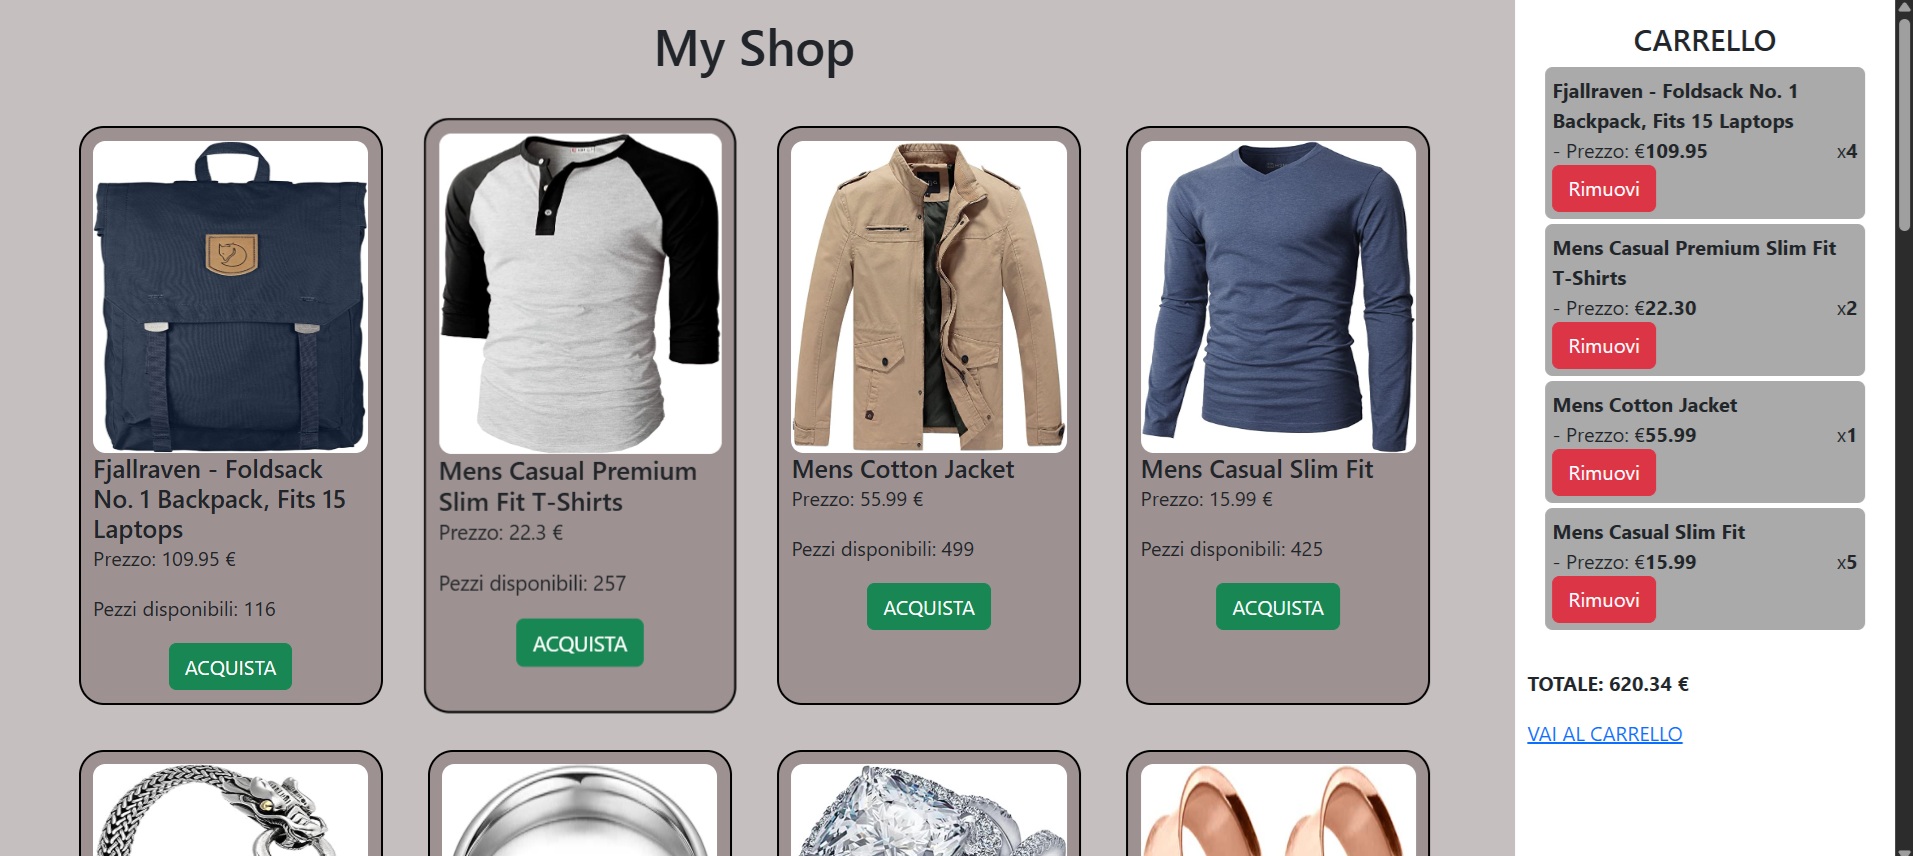 My Shop
Fjallraven - Foldsack
No. 1 Backpack, Fits 15
Laptops
Prezzo: 109.95 €
Pezzi disponibili: 116
ACQUISTA
Mens Casual Premium
Slim Fit T-Shirts
Prezzo: 22.3 €
Pezzi disponibili: 257
ACQUISTA
Mens Cotton Jacket
Prezzo: 55.99 €
Pezzi disponibili: 499
ACQUISTA
Mens Casual Slim Fit
Prezzo: 15.99 €
Pezzi disponibili: 425
ACQUISTA
CARRELLO
Fjallraven - Foldsack No. 1
Backpack, Fits 15 Laptops
- Prezzo: €109.95 x4
Rimuovi
Mens Casual Premium Slim Fit
T-Shirts
- Prezzo: €22.30 x2
Rimuovi
Mens Cotton Jacket
- Prezzo: €55.99 x1
Rimuovi
Mens Casual Slim Fit
- Prezzo: €15.99 x5
Rimuovi
TOTALE: 620.34 €
VAI AL CARRELLO